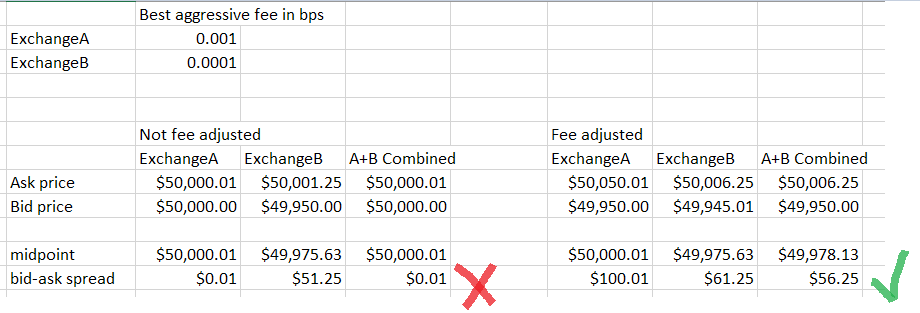 Best aggressive fee in bps
ExchangeA 0.001
ExchangeB 0.0001
Not fee adjusted Fee adjusted
ExchangeA ExchangeB A+B Combined ExchangeA ExchangeB A+B Combined
Ask price $50,000.01 $50,001.25 $50,000.01 $50,050.01 $50,006.25 $50,006.25
Bid price $50,000.00 $49,950.00 $50,000.00 $49,950.00 $49,945.01 $49,950.00
midpoint $50,000.01 $49,975.63 $50,000.01 $50,000.01 $49,975.63 $49,978.13
bid-ask spread $0.01 $51.25 $0.01 $100.01 $61.25 $56.25